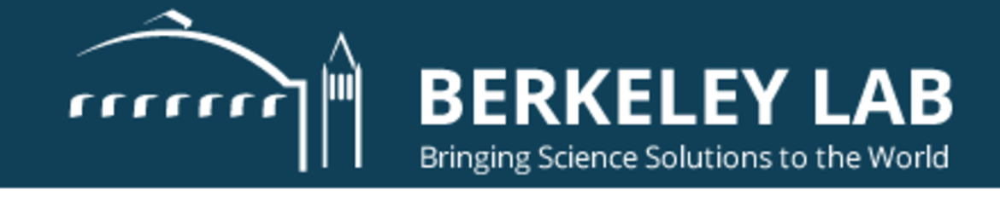 BERKELEY LAB
Bringing Science Solutions to the World